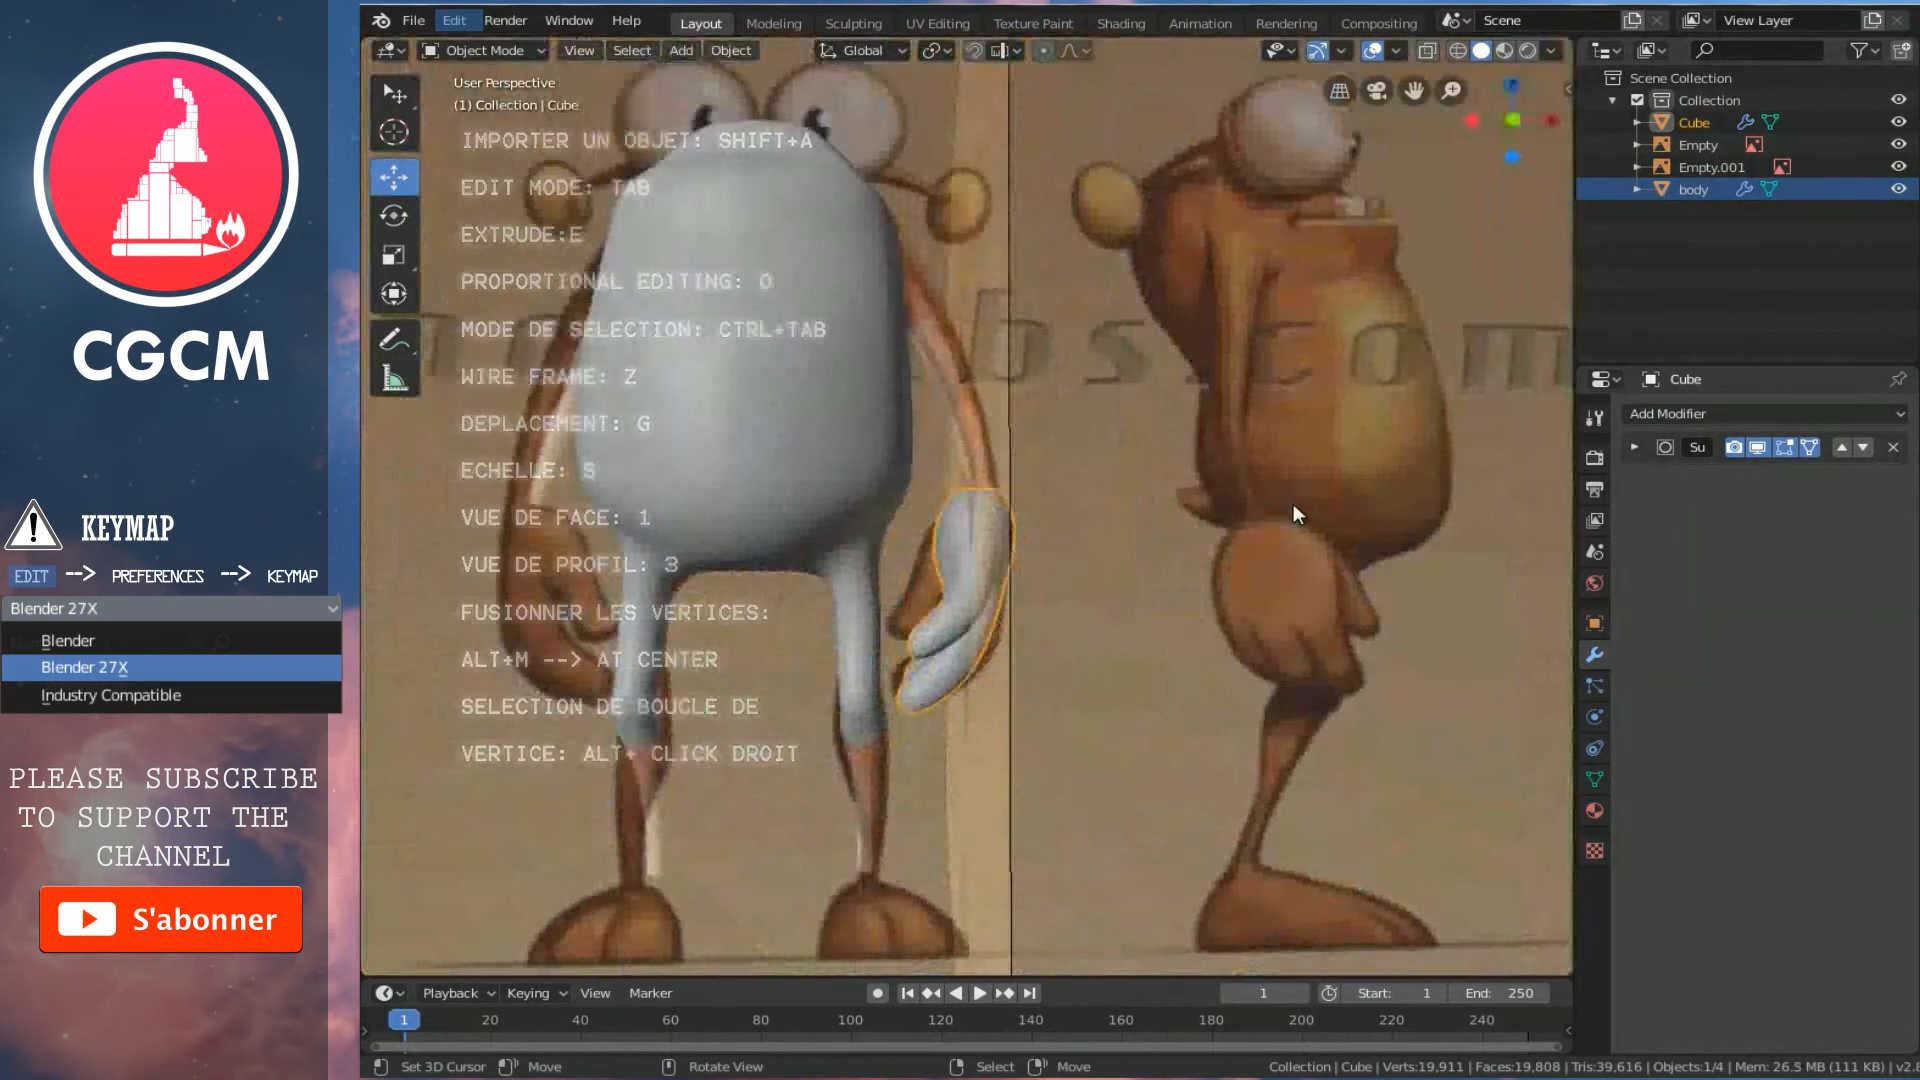 CGCM
KEYMAP
EDIT --> PREFERENCES --> KEYMAP
Blender 27X
Blender
Blender 27X
Industry Compatible
PLEASE SUBSCRIBE
TO SUPPORT THE
CHANNEL
S'abonner
File Edit Render Window Help
Layout Modeling Sculpting UV Editing Texture Paint Shading Animation Rendering Compositing
Scene
View Layer
Object Mode View Select Add Object
Global
User Perspective
(1) Collection | Cube
IMPORTER UN OBJET: SHIFT+A
EDIT MODE: TAB
EXTRUDE:E
PROPORTIONAL EDITING: O
MODE DE SELECTION: CTRL+TAB
WIRE FRAME: Z
DEPLACEMENT: G
ECHELLE: S
VUE DE FACE: 1
VUE DE PROFIL: 3
FUSIONNER LES VERTICES:
ALT+M --> AT CENTER
SELECTION DE BOUCLE DE
VERTICE: ALT+ CLICK DROIT
bs.com
Scene Collection
Collection
Cube
Empty
Empty.001
body
Cube
Add Modifier
Su
Playback Keying View Marker
1
Start: 1
End: 250
1 20 40 60 80 100 120 140 160 180 200 220 240
Set 3D Cursor Move Rotate View Select Move
Collection | Cube | Verts:19,911 | Faces:19,808 | Tris:39,616 | Objects:1/4 | Mem: 26.5 MB (111 KB) | v2.8